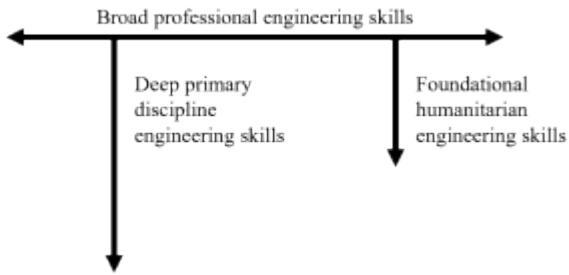 Broad professional engineering skills
Deep primary
discipline
engineering skills
Foundational
humanitarian
engineering skills